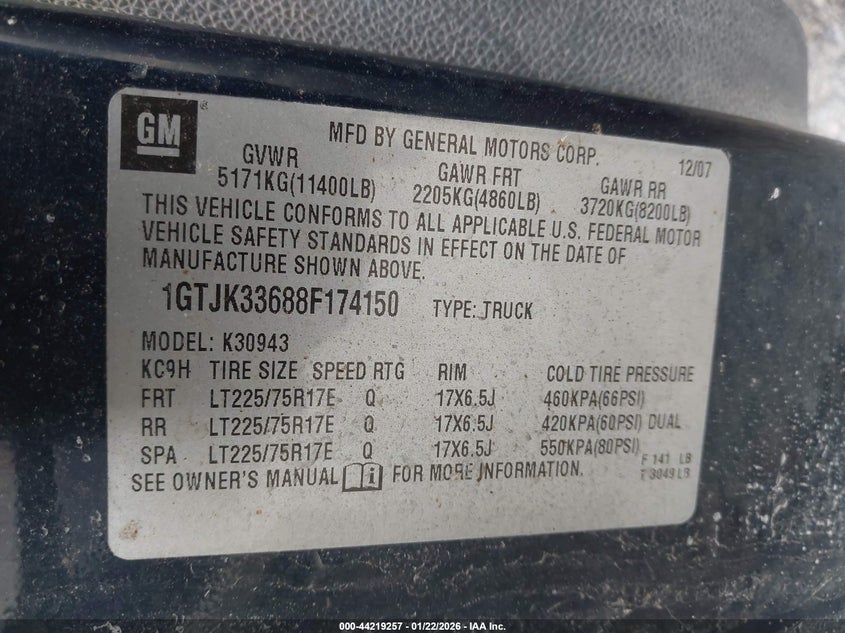 GM
MFD BY GENERAL MOTORS CORP. 12/07
GVWR GAWR FRT GAWR RR
5171KG(11400LB) 2205KG(4860LB) 3720KG(8200LB)
THIS VEHICLE CONFORMS TO ALL APPLICABLE U.S. FEDERAL MOTOR
VEHICLE SAFETY STANDARDS IN EFFECT ON THE DATE OF
MANUFACTURE SHOWN ABOVE.
1GTJK33688F174150 TYPE: TRUCK
MODEL: K30943
KC9H TIRE SIZE SPEED RTG RIM COLD TIRE PRESSURE
FRT LT225/75R17E Q 17X6.5J 460KPA(66PSI)
RR LT225/75R17E Q 17X6.5J 420KPA(60PSI) DUAL
SPA LT225/75R17E Q 17X6.5J 550KPA(80PSI)
F 141 LB
T 3049 LB
SEE OWNER'S MANUAL FOR MORE INFORMATION.
000-44219257 - 01/22/2026 - IAA Inc.